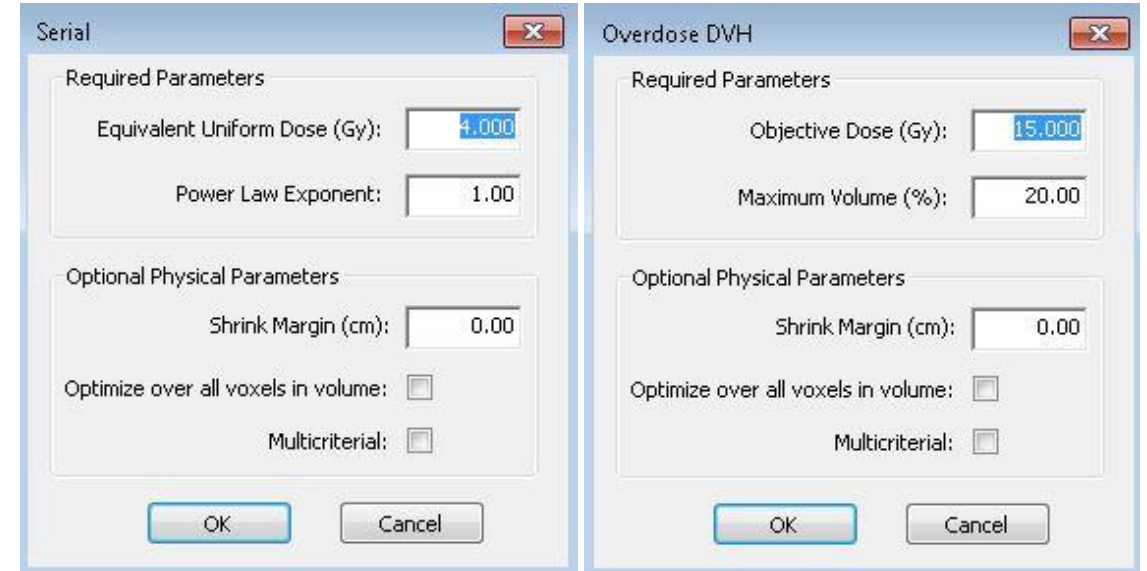 Serial
Required Parameters
Equivalent Uniform Dose (Gy): 4.000
Power Law Exponent: 1.00
Optional Physical Parameters
Shrink Margin (cm): 0.00
Optimize over all voxels in volume:
Multicriterial:
OK Cancel
Overdose DVH
Required Parameters
Objective Dose (Gy): 15.000
Maximum Volume (%): 20.00
Optional Physical Parameters
Shrink Margin (cm): 0.00
Optimize over all voxels in volume:
Multicriterial:
OK Cancel